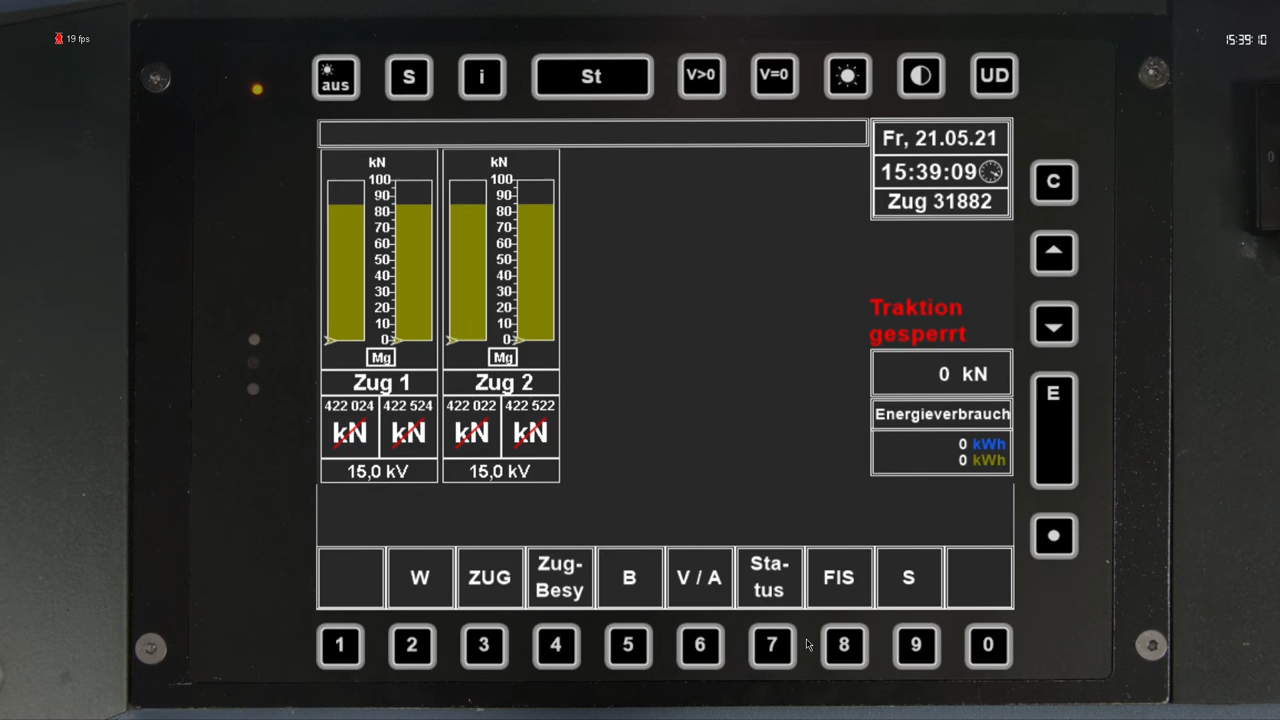 19 fps
15:39:10
aus S i St V>0 V=0 UD
Fr, 21.05.21
15:39:09
Zug 31882
C
kN kN
100 100
90 90
80 80
70 70
60 60
50 50
40 40
30 30
20 20
10 10
0 0
Mg Mg
Zug 1 Zug 2
422 024 422 524 422 022 422 522
kN kN kN kN
15,0 kV 15,0 kV
Traktion
gesperrt
0 kN
Energieverbrauch
0 kWh
0 kWh
E
W ZUG Zug-
Besy B V / A Sta-
tus FIS S
1 2 3 4 5 6 7 8 9 0